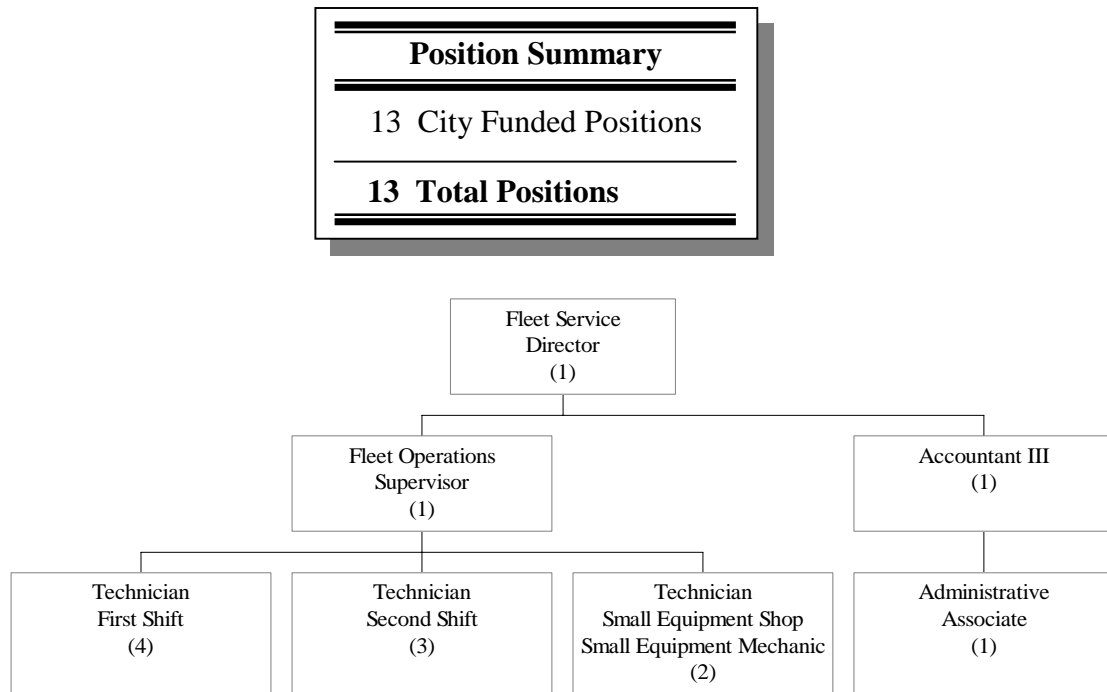 Position Summary
13 City Funded Positions
13 Total Positions
Fleet Service
Director
(1)
Fleet Operations
Supervisor
(1)
Accountant III
(1)
Technician
First Shift
(4)
Technician
Second Shift
(3)
Technician
Small Equipment Shop
Small Equipment Mechanic
(2)
Administrative
Associate
(1)